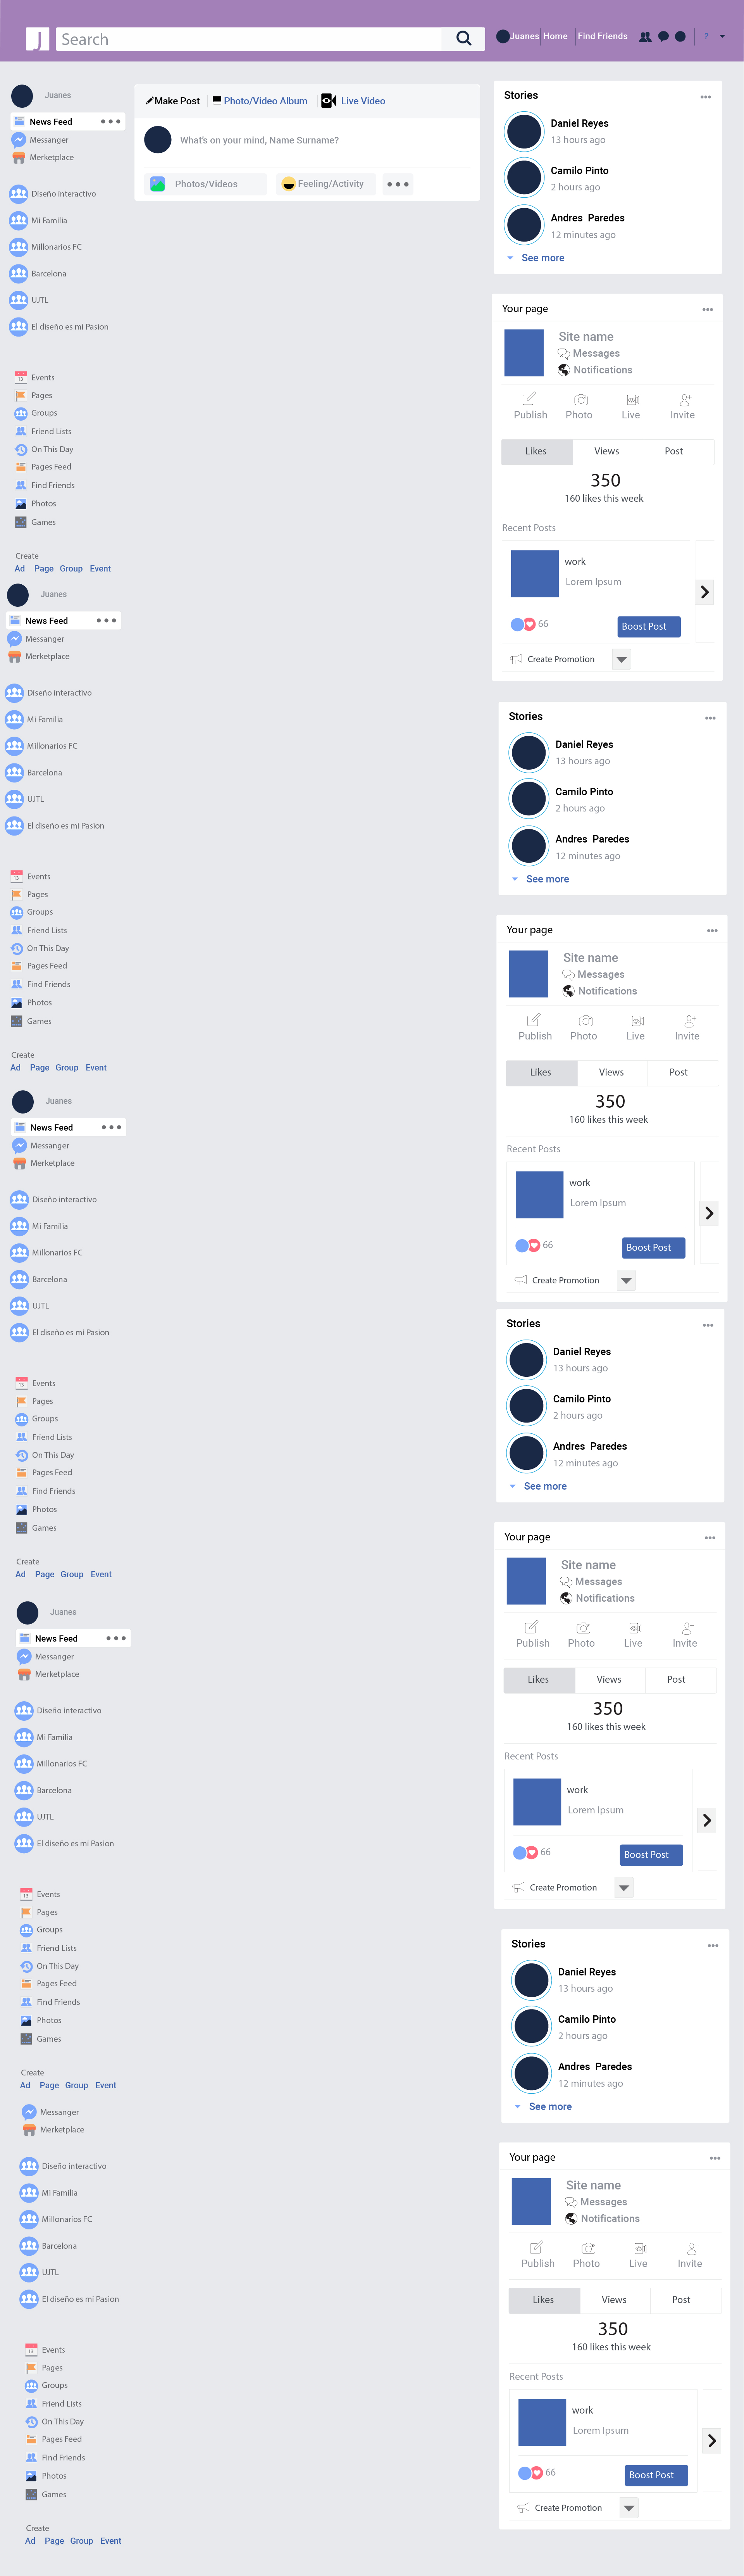 J Search Juanes Home Find Friends ?
Juanes
News Feed
Messanger
Merketplace
Diseño interactivo
Mi Familia
Millonarios FC
Barcelona
UJTL
El diseño es mi Pasion
13 Events
Pages
Groups
Friend Lists
On This Day
Pages Feed
Find Friends
Photos
Games
Create
Ad Page Group Event
Juanes
News Feed
Messanger
Merketplace
Diseño interactivo
Mi Familia
Millonarios FC
Barcelona
UJTL
El diseño es mi Pasion
13 Events
Pages
Groups
Friend Lists
On This Day
Pages Feed
Find Friends
Photos
Games
Create
Ad Page Group Event
Juanes
News Feed
Messanger
Merketplace
Diseño interactivo
Mi Familia
Millonarios FC
Barcelona
UJTL
El diseño es mi Pasion
13 Events
Pages
Groups
Friend Lists
On This Day
Pages Feed
Find Friends
Photos
Games
Create
Ad Page Group Event
Juanes
News Feed
Messanger
Merketplace
Diseño interactivo
Mi Familia
Millonarios FC
Barcelona
UJTL
El diseño es mi Pasion
13 Events
Pages
Groups
Friend Lists
On This Day
Pages Feed
Find Friends
Photos
Games
Create
Ad Page Group Event
Messanger
Merketplace
Diseño interactivo
Mi Familia
Millonarios FC
Barcelona
UJTL
El diseño es mi Pasion
13 Events
Pages
Groups
Friend Lists
On This Day
Pages Feed
Find Friends
Photos
Games
Create
Ad Page Group Event
Make Post Photo/Video Album Live Video
What's on your mind, Name Surname?
Photos/Videos Feeling/Activity
Stories
Daniel Reyes
13 hours ago
Camilo Pinto
2 hours ago
Andres Paredes
12 minutes ago
See more
Your page
Site name
Messages
Notifications
Publish Photo Live Invite
Likes Views Post
350
160 likes this week
Recent Posts
work
Lorem Ipsum
66 Boost Post
Create Promotion
Stories
Daniel Reyes
13 hours ago
Camilo Pinto
2 hours ago
Andres Paredes
12 minutes ago
See more
Your page
Site name
Messages
Notifications
Publish Photo Live Invite
Likes Views Post
350
160 likes this week
Recent Posts
work
Lorem Ipsum
66 Boost Post
Create Promotion
Stories
Daniel Reyes
13 hours ago
Camilo Pinto
2 hours ago
Andres Paredes
12 minutes ago
See more
Your page
Site name
Messages
Notifications
Publish Photo Live Invite
Likes Views Post
350
160 likes this week
Recent Posts
work
Lorem Ipsum
66 Boost Post
Create Promotion
Stories
Daniel Reyes
13 hours ago
Camilo Pinto
2 hours ago
Andres Paredes
12 minutes ago
See more
Your page
Site name
Messages
Notifications
Publish Photo Live Invite
Likes Views Post
350
160 likes this week
Recent Posts
work
Lorem Ipsum
66 Boost Post
Create Promotion